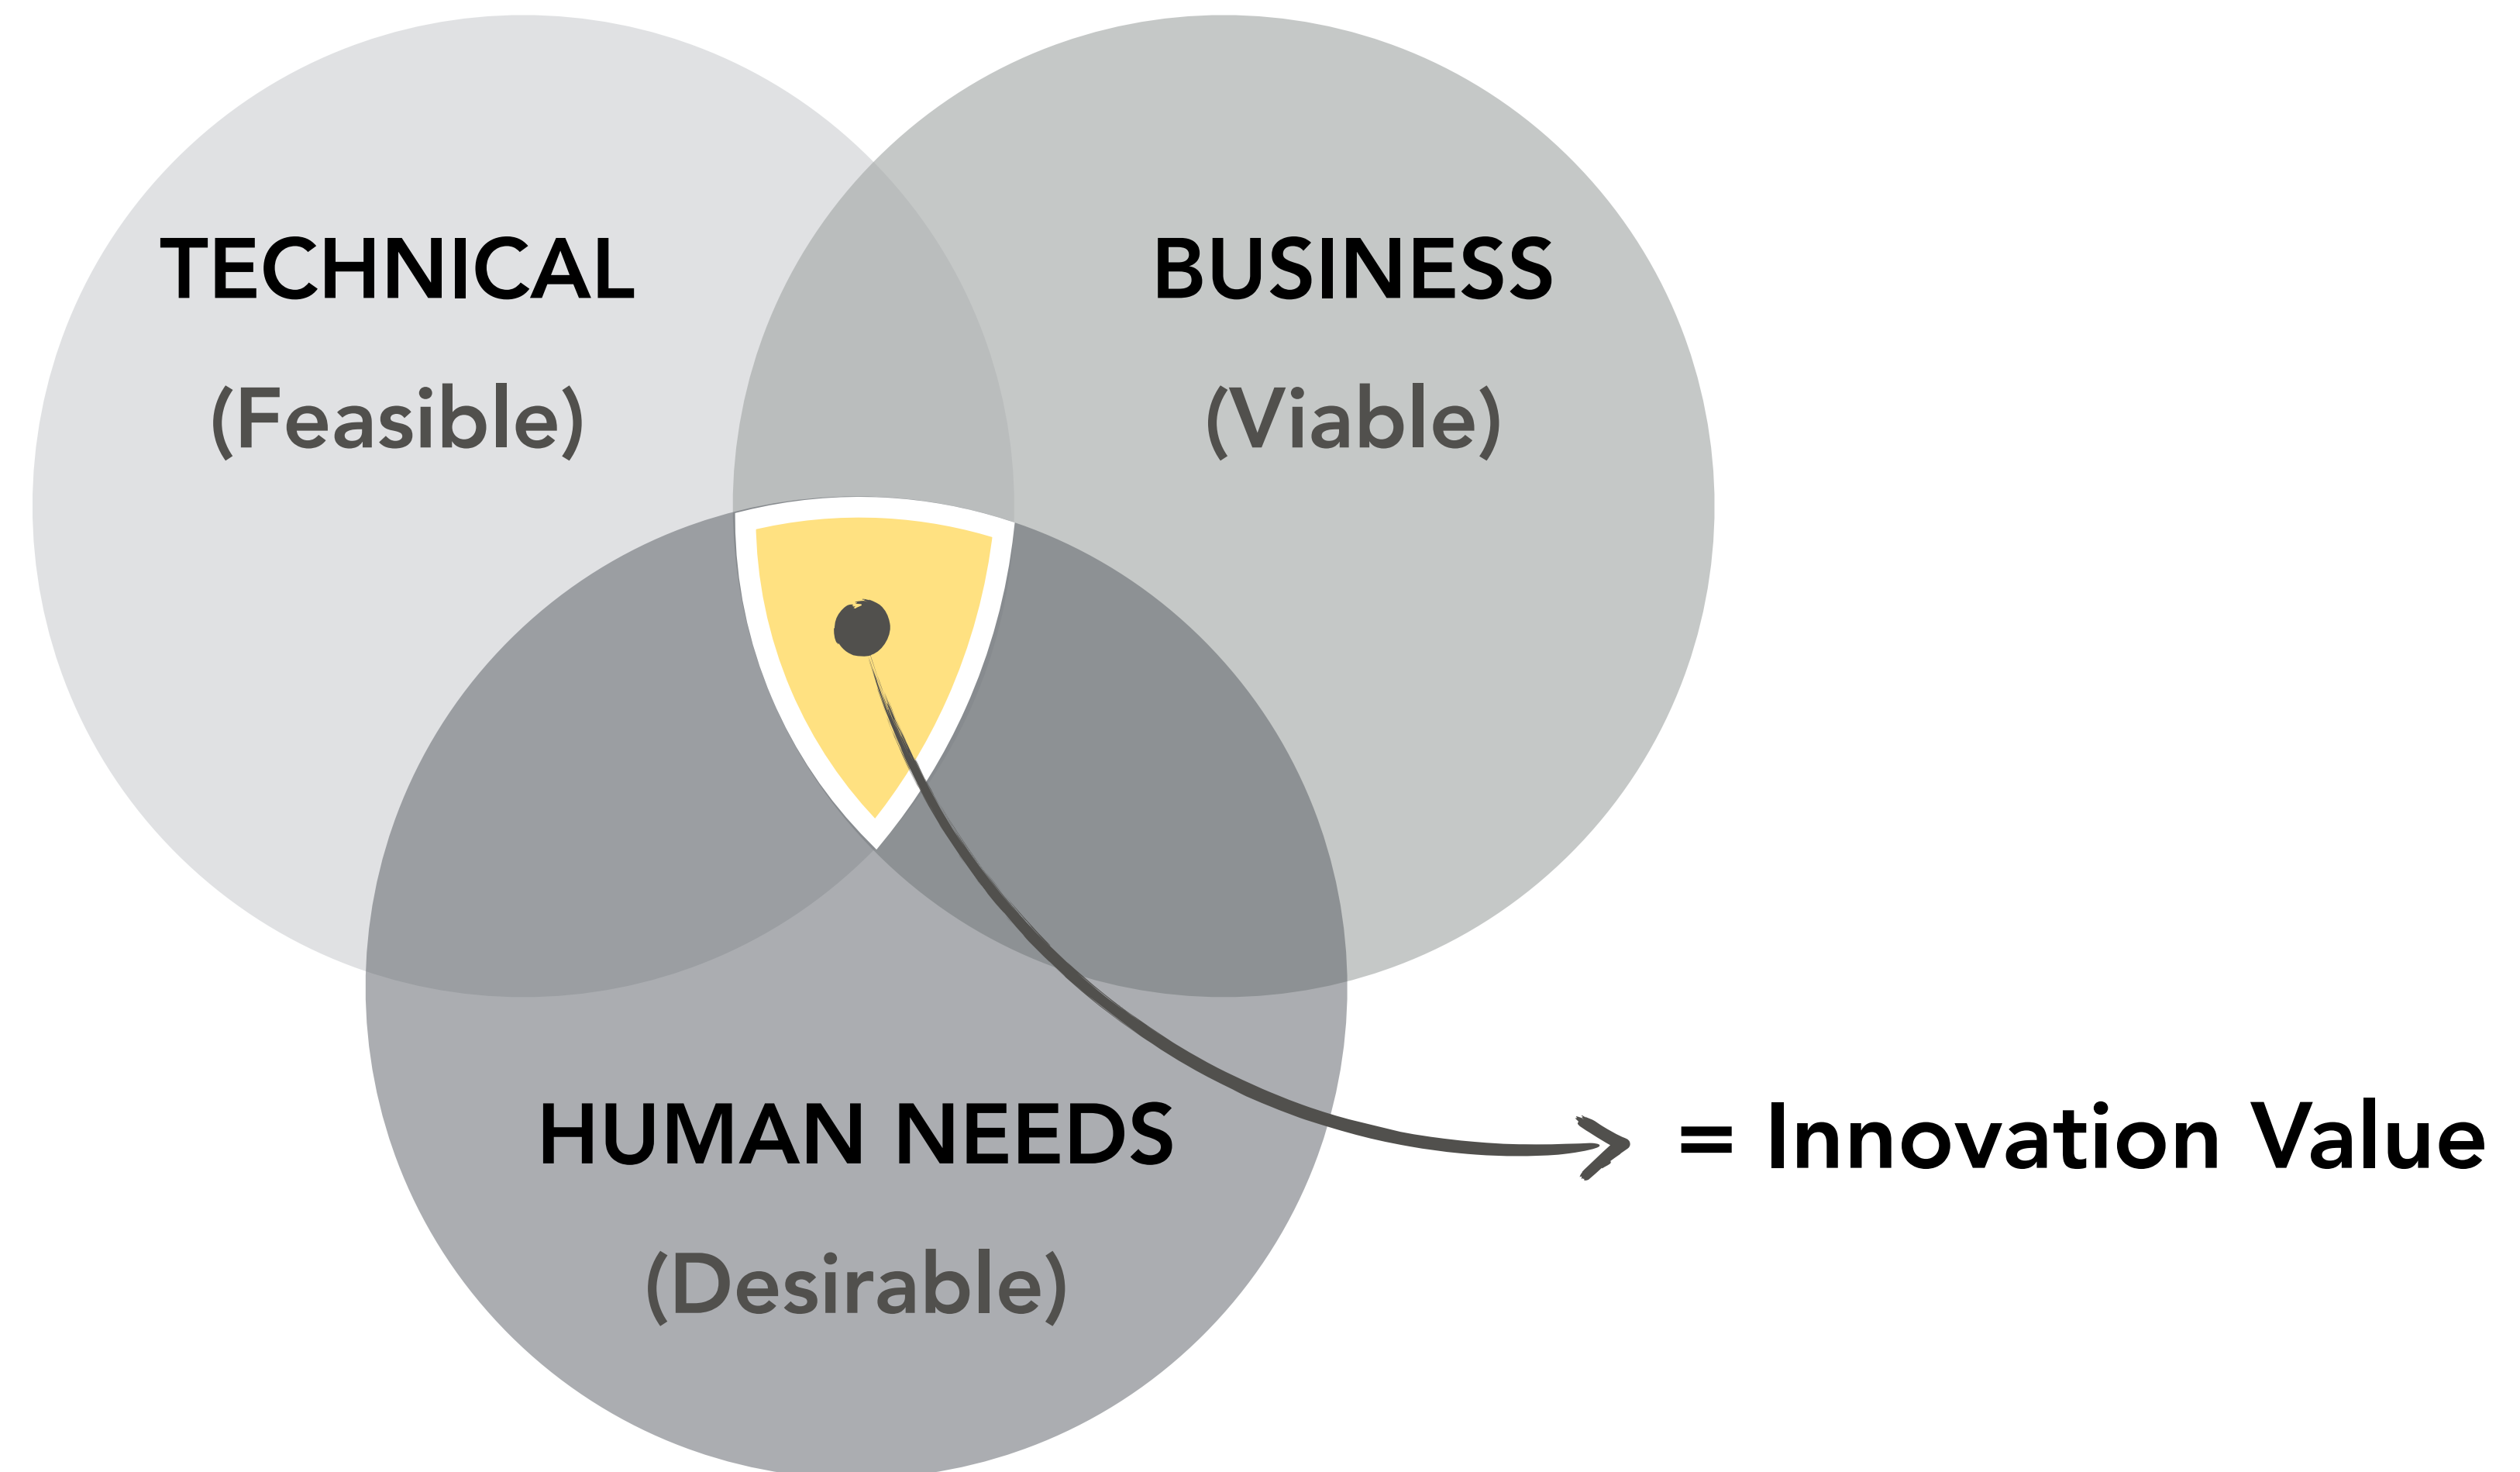 TECHNICAL
(Feasible)
BUSINESS
(Viable)
HUMAN NEEDS
(Desirable)
= Innovation Value